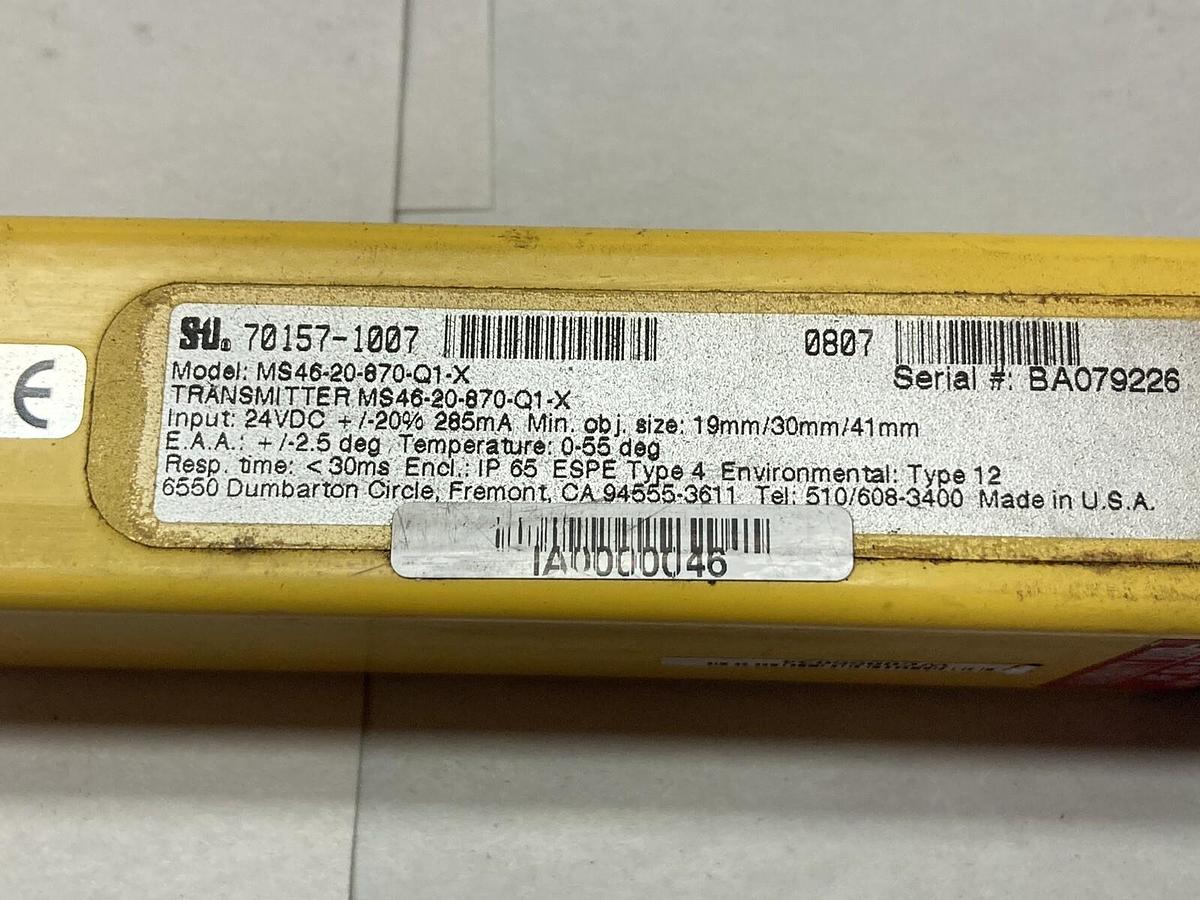 70157-1007 0807
Serial #: BA079226
Model: MS46-20-870-Q1-X
TRANSMITTER MS46-20-870-Q1-X
Input: 24VDC +/-20% 285mA Min. obj. size: 19mm/30mm/41mm
E.A.A.: +/-2.5 deg Temperature: 0-55 deg
Resp. time: < 30ms Encl.: IP 65 ESPE Type 4 Environmental: Type 12
6550 Dumbarton Circle, Fremont, CA 94555-3611 Tel: 510/608-3400 Made in U.S.A.
IA0000046
CE